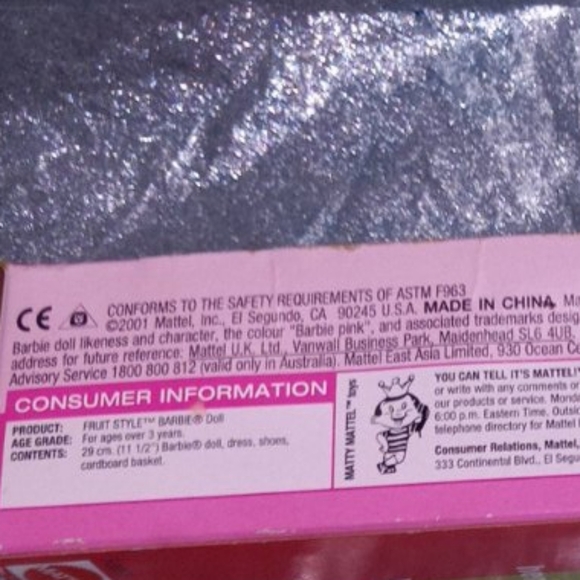 CE CONFORMS TO THE SAFETY REQUIREMENTS OF ASTM F963
©2001 Mattel, Inc., El Segundo, CA 90245 U.S.A. MADE IN CHINA
Barbie doll likeness and character, the colour "Barbie pink", and associated trademarks
address for future reference: Mattel U.K. Ltd., Vanwall Business Park, Maidenhead SL6 4UB.
Advisory Service 1800 800 812 (valid only in Australia). Mattel East Asia Limited, 930 Ocean
CONSUMER INFORMATION
PRODUCT: FRUIT STYLE™ BARBIE® Doll
AGE GRADE: For ages over 3 years.
CONTENTS: 29 cm. (11 1/2") Barbie® doll, dress, shoes,
cardboard basket.
MATTY MATTEL™ toys
YOU CAN TELL IT'S MATTEL!
or write with any comments or
our products or service.
6:00 p.m. Eastern Time.
telephone directory for Mattel
Consumer Relations, Mattel,
333 Continental Blvd., El